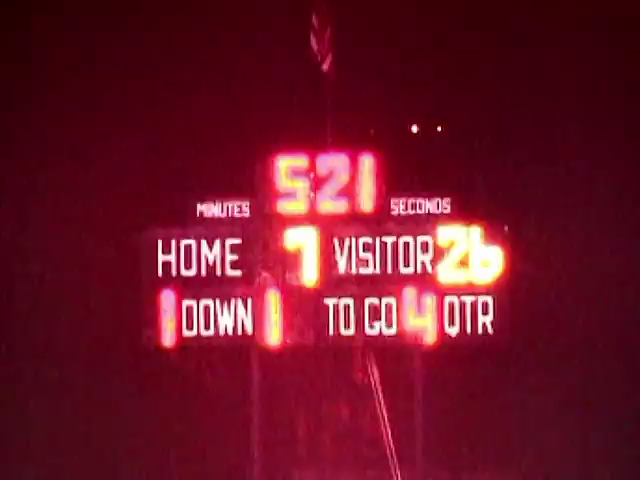 521
MINUTES SECONDS
HOME 7 VISITOR 26
1 DOWN 1 TO GO 4 QTR